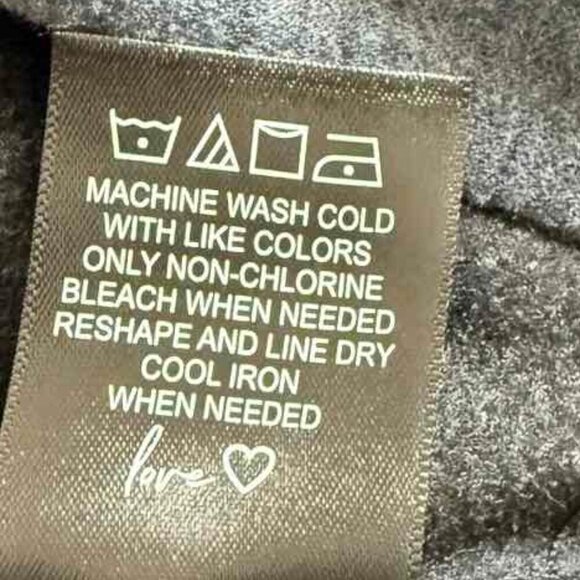 MACHINE WASH COLD
WITH LIKE COLORS
ONLY NON-CHLORINE
BLEACH WHEN NEEDED
RESHAPE AND LINE DRY
COOL IRON
WHEN NEEDED
love